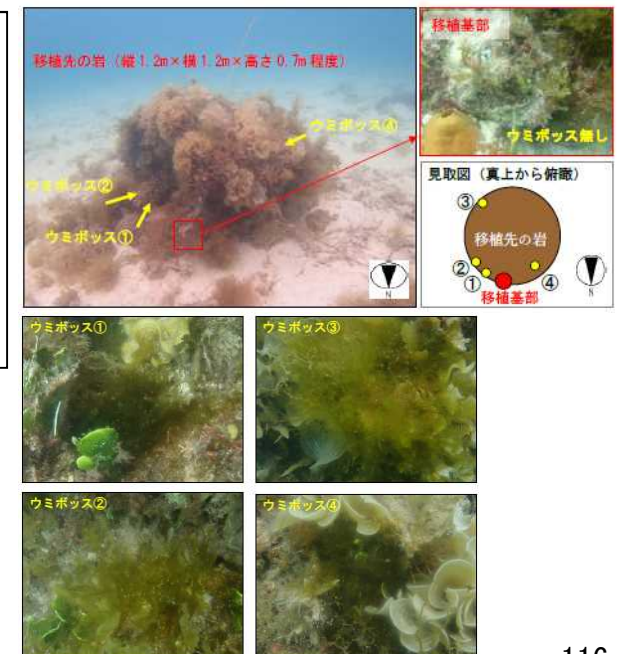 移植先の岩（縦1.2m×横1.2m×高さ0.7m程度）
ウミボッス④
ウミボッス②
ウミボッス①
N
移植基部
ウミボッス無し
見取図（真上から俯瞰）
③
移植先の岩
②
①
④
移植基部
N
ウミボッス①
ウミボッス③
ウミボッス②
ウミボッス④
116